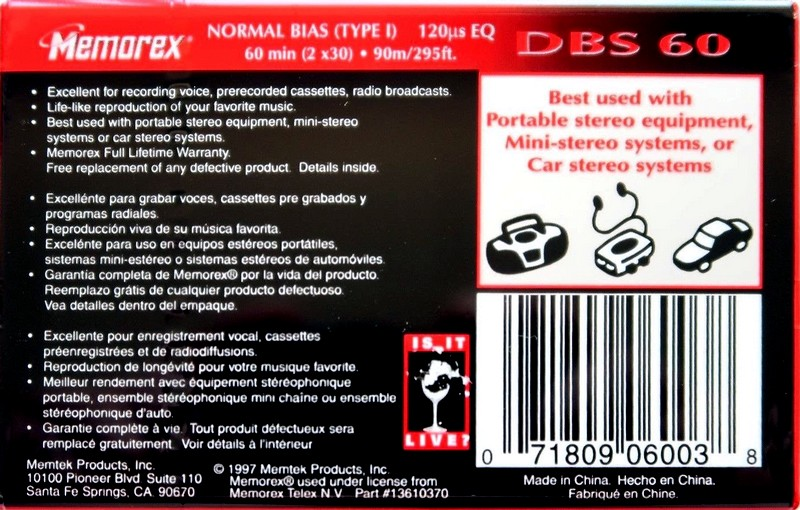 Memorex®
NORMAL BIAS (TYPE I) 120µs EQ
60 min (2 x30) • 90m/295ft.
DBS 60
• Excellent for recording voice, prerecorded cassettes, radio broadcasts.
• Life-like reproduction of your favorite music.
• Best used with portable stereo equipment, mini-stereo
systems or car stereo systems.
• Memorex Full Lifetime Warranty.
Free replacement of any defective product. Details inside.
• Excellénte para grabar voces, cassettes pre grabados y
programas radiales.
• Reproducción viva de su música favorita.
• Excelénte para uso en equipos estéreos portátiles,
sistemas mini-estéreo o sistemas estéreos de automóviles.
• Garantía completa de Memorex® por la vida del producto.
Reemplazo grátis de cualquier producto defectuoso.
Vea detalles dentro del empaque.
• Excellente pour enregistrement vocal, cassettes
préenregistrées et de radiodiffusions.
• Reproduction de longévité pour votre musique favorite.
• Meilleur rendement avec équipement stéréophonique
portable, ensemble stéréophonique mini chaîne ou ensemble
stéréophonique d'auto.
• Garantie complète à vie. Tout produit défectueux sera
remplacé gratuitement. Voir détails à l'intérieur
Memtek Products, Inc.
10100 Pioneer Blvd Suite 110
Santa Fe Springs, CA 90670
© 1997 Memtek Products, Inc.
Memorex® used under license from
Memorex Telex N.V. Part #13610370
IS IT
LIVE?
Best used with
Portable stereo equipment,
Mini-stereo systems, or
Car stereo systems
0 71809 06003 8
Made in China. Hecho en China.
Fabriqué en Chine.